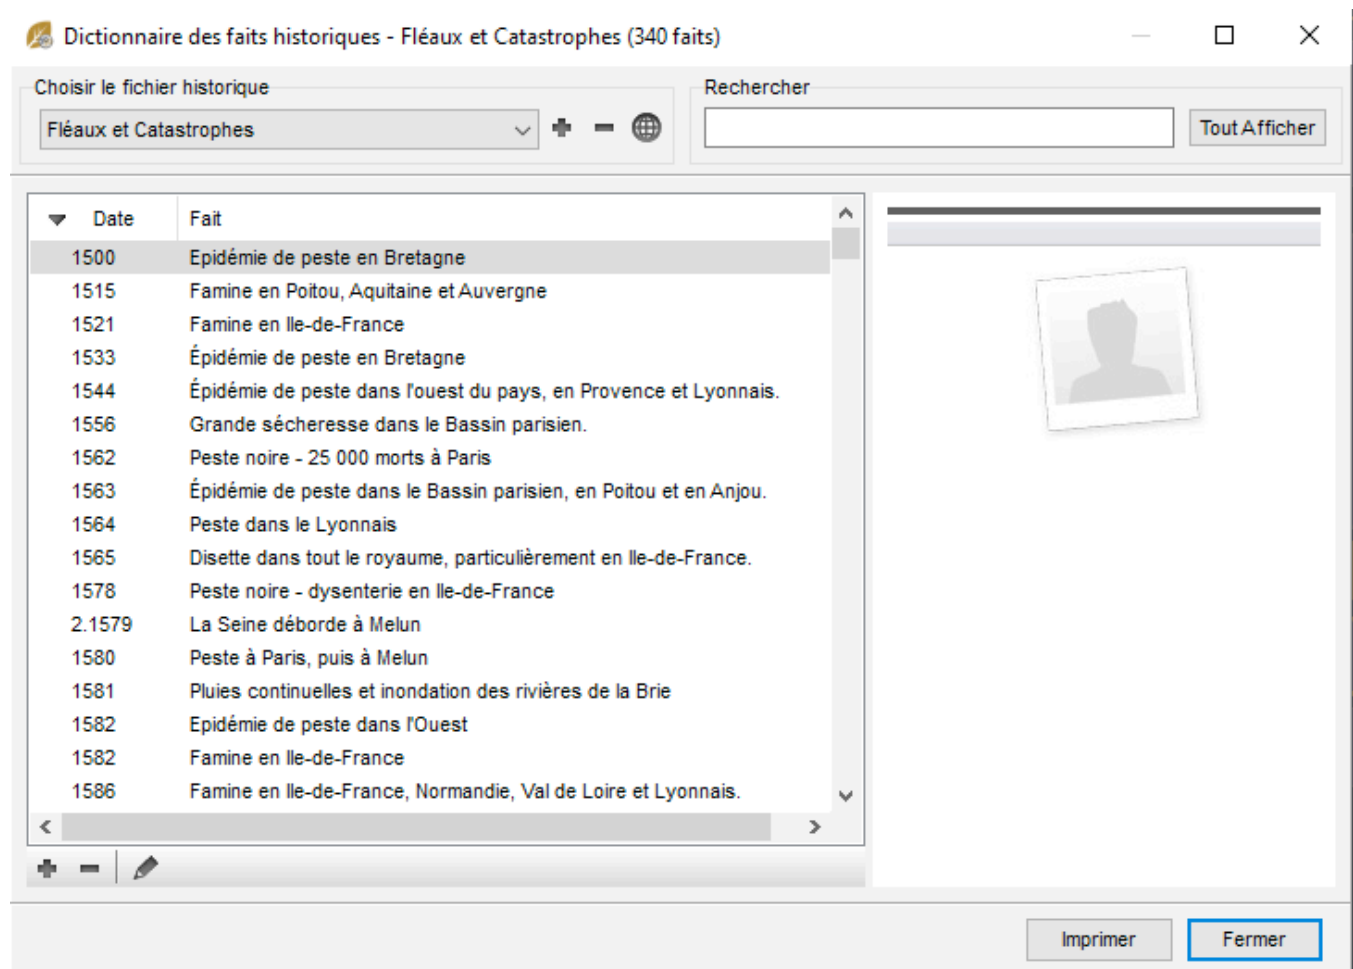 Dictionnaire des faits historiques - Fléaux et Catastrophes (340 faits)
Choisir le fichier historique
Rechercher
Fléaux et Catastrophes
Tout Afficher
Date Fait
1500 Epidémie de peste en Bretagne
1515 Famine en Poitou, Aquitaine et Auvergne
1521 Famine en Ile-de-France
1533 Épidémie de peste en Bretagne
1544 Épidémie de peste dans l'ouest du pays, en Provence et Lyonnais.
1556 Grande sécheresse dans le Bassin parisien.
1562 Peste noire - 25 000 morts à Paris
1563 Épidémie de peste dans le Bassin parisien, en Poitou et en Anjou.
1564 Peste dans le Lyonnais
1565 Disette dans tout le royaume, particulièrement en Ile-de-France.
1578 Peste noire - dysenterie en Ile-de-France
2.1579 La Seine déborde à Melun
1580 Peste à Paris, puis à Melun
1581 Pluies continuelles et inondation des rivières de la Brie
1582 Epidémie de peste dans l'Ouest
1582 Famine en Ile-de-France
1586 Famine en Ile-de-France, Normandie, Val de Loire et Lyonnais.
Imprimer
Fermer